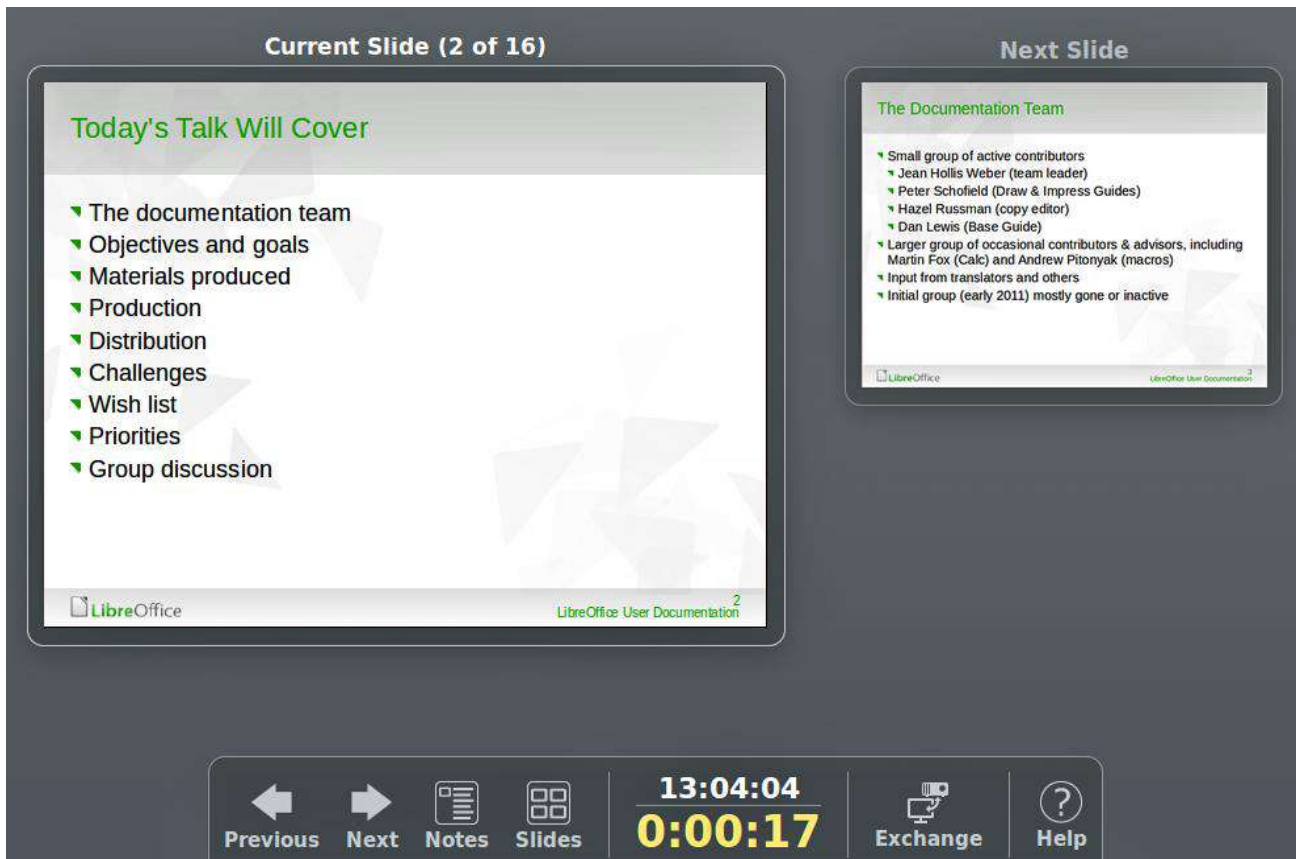 Current Slide (2 of 16)
Today's Talk Will Cover
The documentation team
Objectives and goals
Materials produced
Production
Distribution
Challenges
Wish list
Priorities
Group discussion
LibreOffice
LibreOffice User Documentation
2
Next Slide
The Documentation Team
Small group of active contributors
Jean Hollis Weber (team leader)
Peter Schofield (Draw & Impress Guides)
Hazel Russman (copy editor)
Dan Lewis (Base Guide)
Larger group of occasional contributors & advisors, including
Martin Fox (Calc) and Andrew Pitonyak (macros)
Input from translators and others
Initial group (early 2011) mostly gone or inactive
LibreOffice
LibreOffice User Documentation
3
Previous
Next
Notes
Slides
13:04:04
0:00:17
Exchange
?
Help